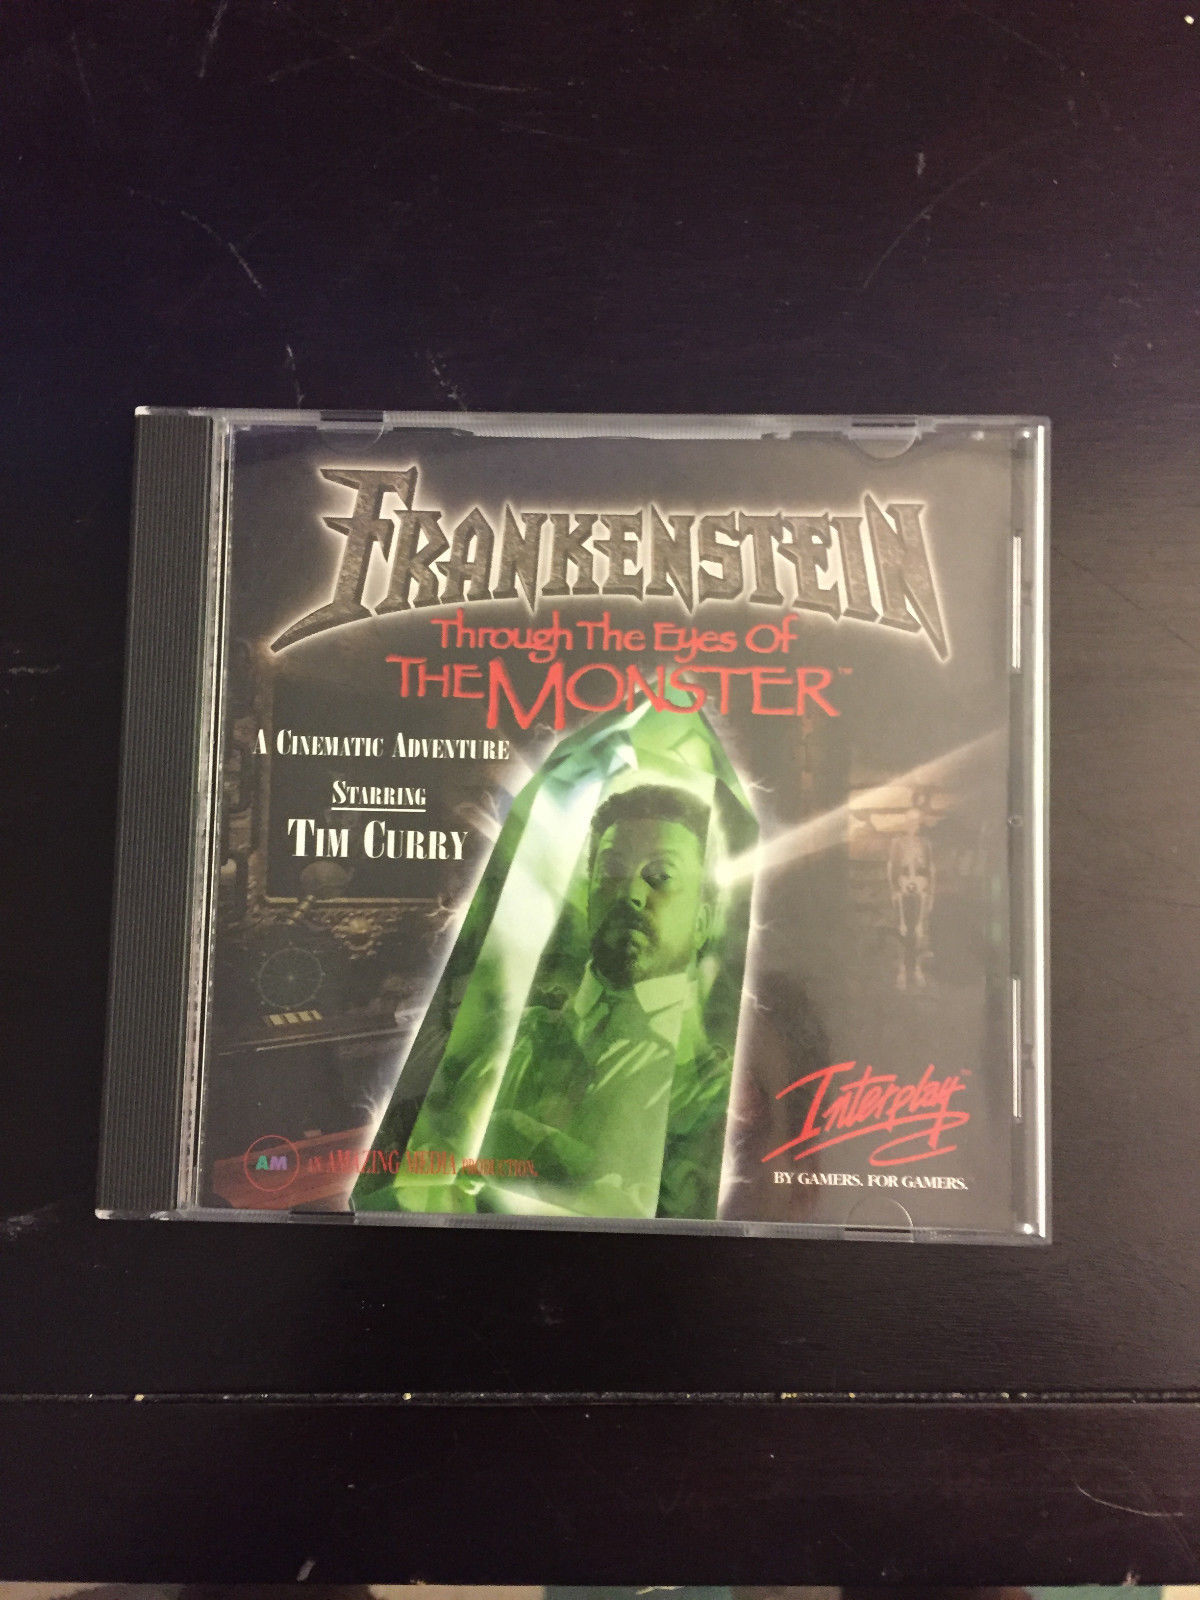 FRANKENSTEIN
Through The Eyes Of
THE MONSTER™
A CINEMATIC ADVENTURE
STARRING
TIM CURRY
Interplay™
BY GAMERS. FOR GAMERS.
AM
AN AMAZING MEDIA PRODUCTION.